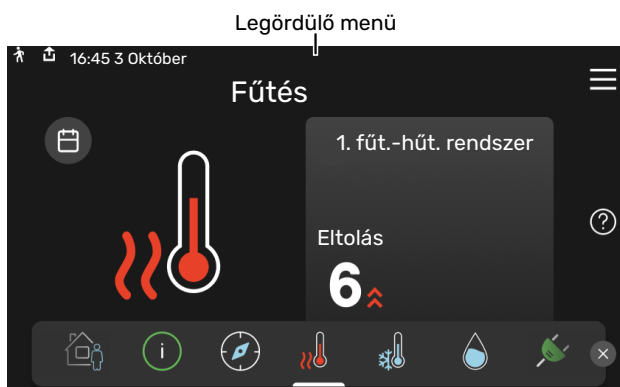 Legördülő menü
16:45 3 Október
Fűtés
1. fűt.-hűt. rendszer
Eltolás
6